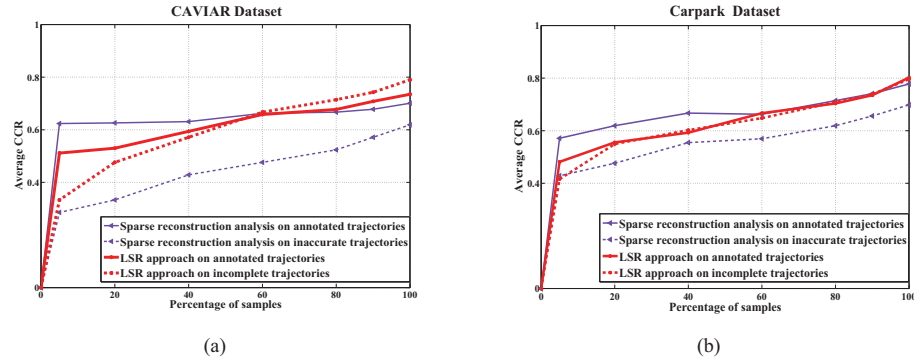 CAVIAR Dataset
1
0.8
0.6
0.4
0
Average CCR
Sparse reconstruction analysis on annotated trajectories
Sparse reconstruction analysis on inaccurate trajectories
LSR approach on annotated trajectories
LSR approach on incomplete trajectories
0 20 40 60 80 100
Percentage of samples
(a)
Carpark Dataset
1
0.8
0.6
0.4
0
Average CCR
Sparse reconstruction analysis on annotated trajectories
Sparse reconstruction analysis on inaccurate trajectories
LSR approach on annotated trajectories
LSR approach on incomplete trajectories
0 20 40 60 80 100
Percentage of samples
(b)